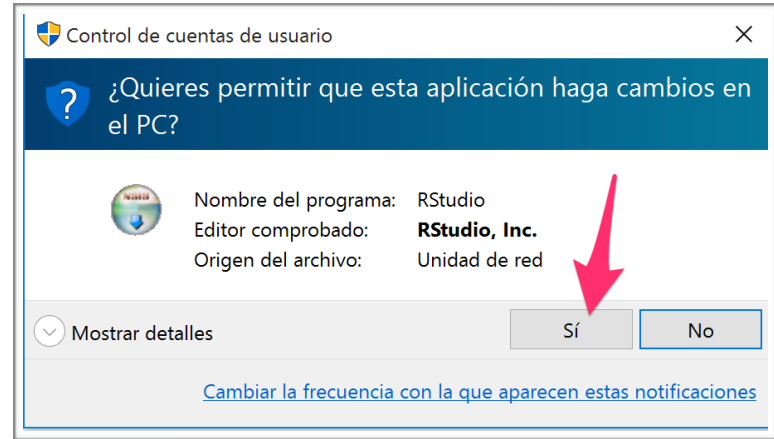 Control de cuentas de usuario
¿Quieres permitir que esta aplicación haga cambios en
el PC?
Nombre del programa: RStudio
Editor comprobado: RStudio, Inc.
Origen del archivo: Unidad de red
Mostrar detalles
Sí
No
Cambiar la frecuencia con la que aparecen estas notificaciones